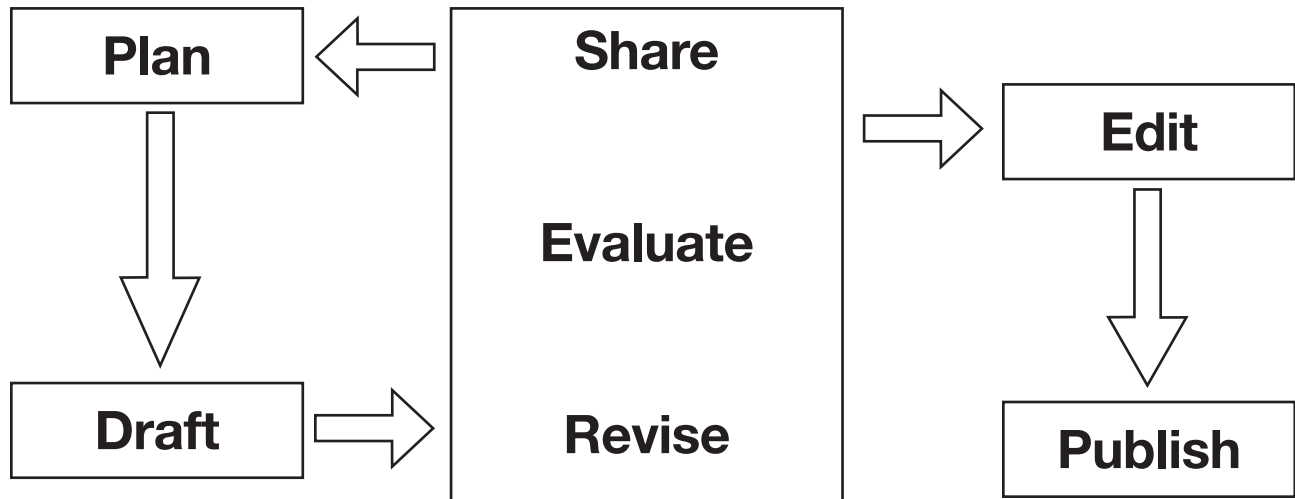 Plan
Draft
Share
Evaluate
Revise
Edit
Publish